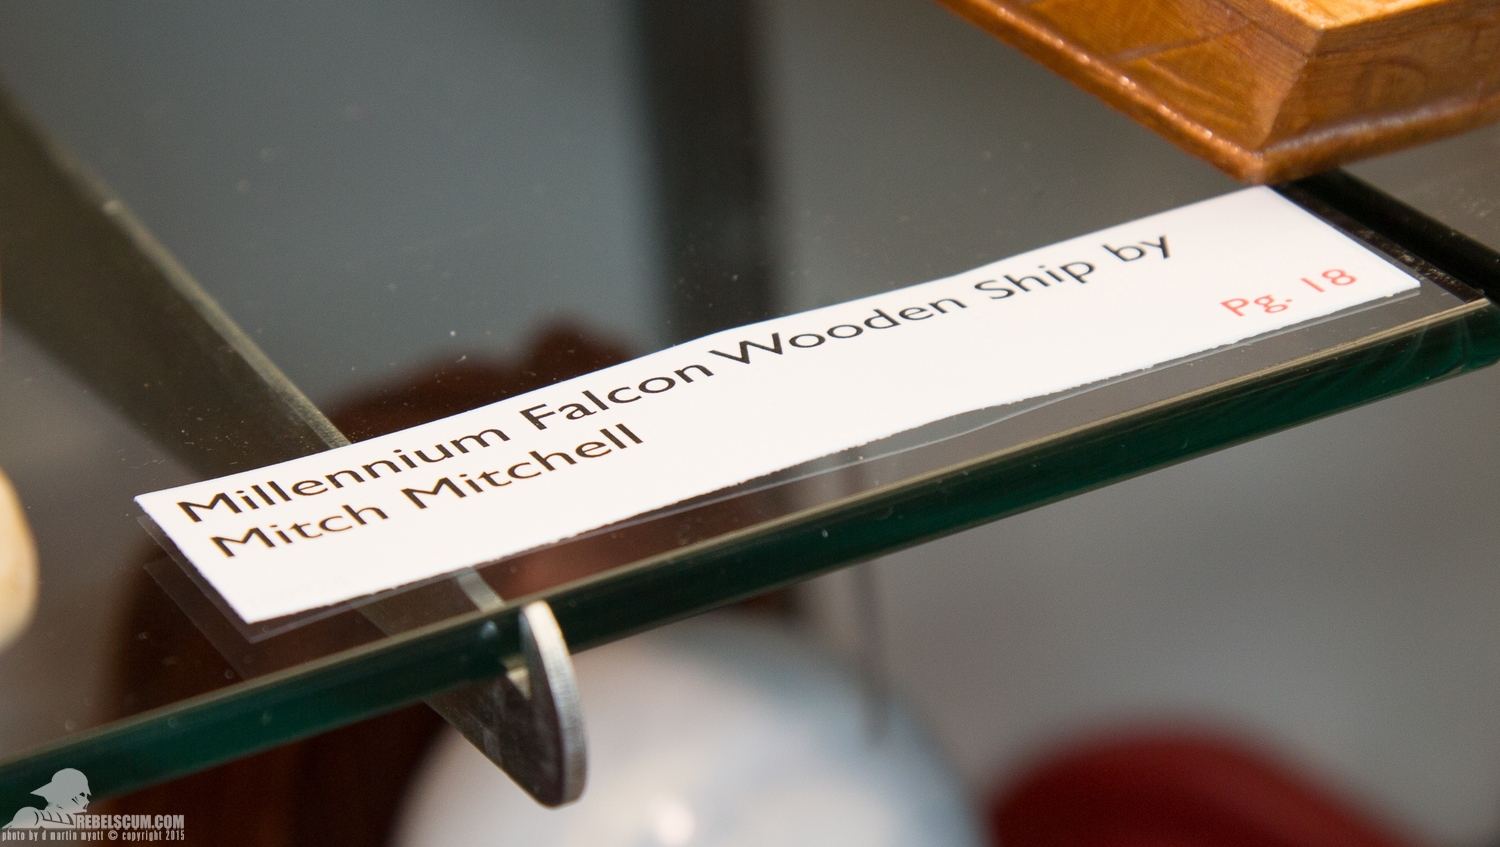 Millennium Falcon Wooden Ship by
Mitch Mitchell
Pg. 18
REBELSCUM.COM
photo by d martin myatt © copyright 2015